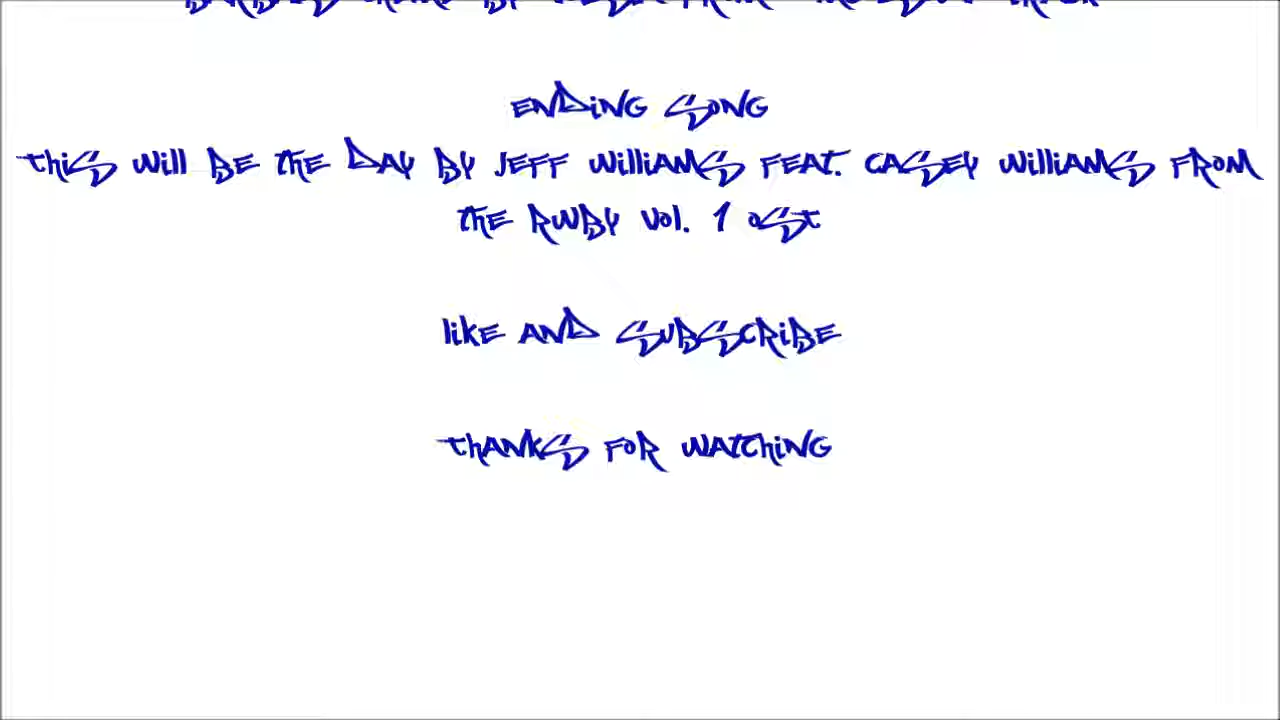 Ending Song
This Will Be The Day By Jeff Williams Feat. Casey Williams From
The RWBY Vol. 1 OST
Like And Subscribe
Thanks For Watching